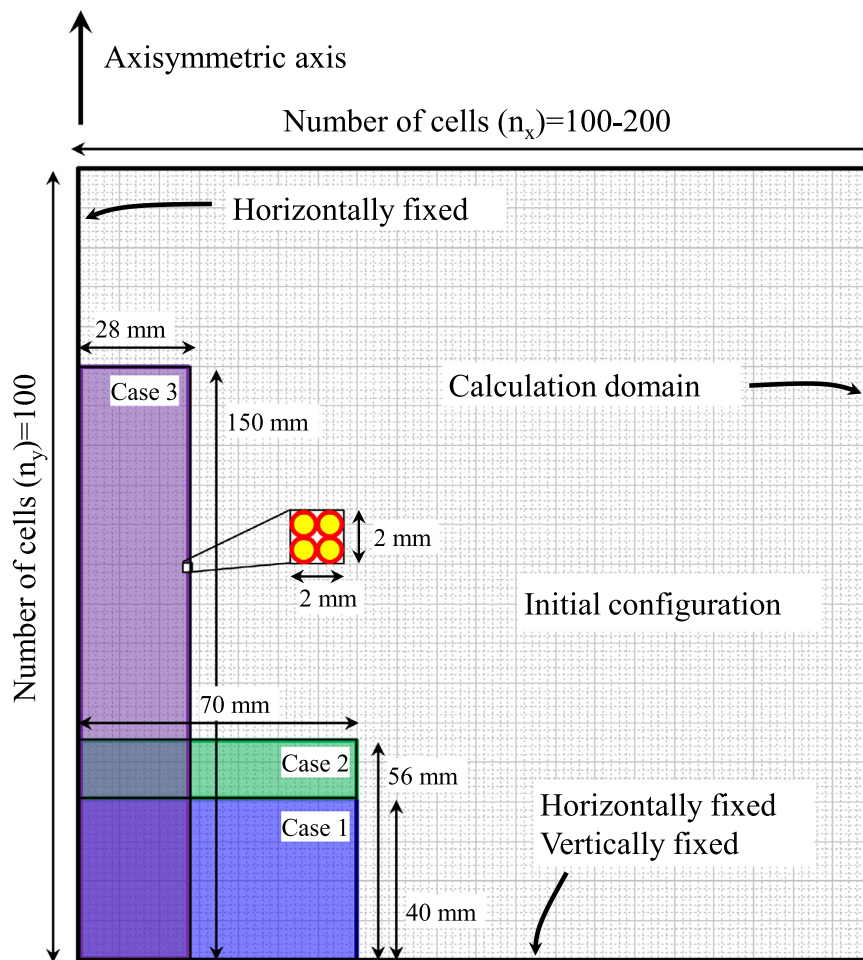 Axisymmetric axis
Number of cells (nx)=100-200
Horizontally fixed
28 mm
Case 3
Calculation domain
150 mm
Number of cells (ny)=100
2 mm
2 mm
Initial configuration
70 mm
Case 2
56 mm
Case 1
Horizontally fixed
Vertically fixed
40 mm